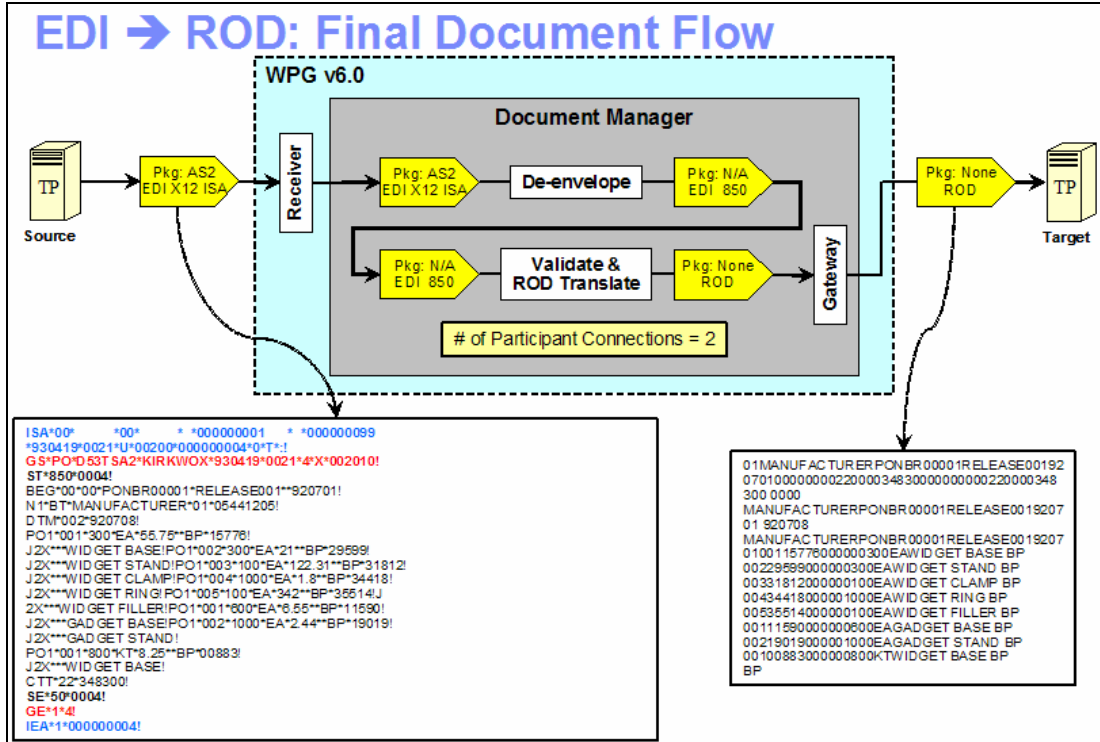 EDI ➔ ROD: Final Document Flow
WPG v6.0
Document Manager
TP
Source
Pkg: AS2
EDI X12 ISA
Receiver
Pkg: AS2
EDI X12 ISA
De-envelope
Pkg: N/A
EDI 850
Pkg: N/A
EDI 850
Validate &
ROD Translate
Pkg: None
ROD
Gateway
Pkg: None
ROD
TP
Target
# of Participant Connections = 2
ISA*00* *00* * *000000001 * *000000099
*930419*0021*U*00200*000000004*0*T*:!
GS*PO*D53TSA2*KIRKWOX*930419*0021*4*X*002010!
ST*850*0004!
BEG*00*00*PONBR00001*RELEASE001**920701!
N1*BT*MANUFACTURER*01*05441205!
DTM*002*920708!
PO1*001*300*EA*55.75**BP*15776!
J2X***WIDGET BASE!PO1*002*300*EA*21**BP*29599!
J2X***WIDGET STAND!PO1*003*100*EA*122.31**BP*31812!
J2X***WIDGET CLAMP!PO1*004*1000*EA*1.8**BP*34418!
J2X***WIDGET RING!PO1*005*100*EA*342**BP*35514!J
2X***WIDGET FILLER!PO1*001*600*EA*6.55**BP*11590!
J2X***GADGET BASE!PO1*002*1000*EA*2.44**BP*19019!
J2X***GADGET STAND!
PO1*001*800*KT*8.25**BP*00883!
J2X***WIDGET BASE!
CTT*22*348300!
SE*50*0004!
GE*1*4!
IEA*1*000000004!
01MANUFACTURERPONBR00001RELEASE00192
07010000000022000034830000000000220000348
300 0000
MANUFACTURERPONBR00001RELEASE0019207
01 920708
MANUFACTURERPONBR00001RELEASE0019207
0100115776000000300EAWIDGET BASE BP
00229599000000300EAWIDGET STAND BP
00331812000000100EAWIDGET CLAMP BP
00434418000001000EAWIDGET RING BP
00535514000000100EAWIDGET FILLER BP
00111590000000600EAGADGET BASE BP
00219019000001000EAGADGET STAND BP
00100883000000800KTWIDGET BASE BP
BP